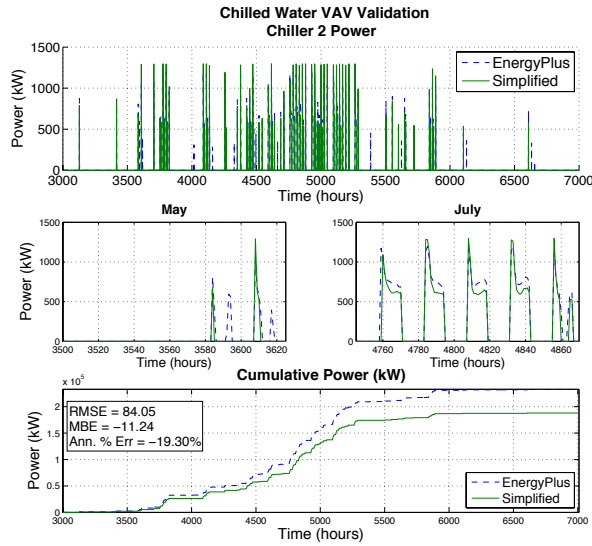 Chilled Water VAV Validation
Chiller 2 Power
1500
1000
500
0
Power (kW)
EnergyPlus
Simplified
3000 3500 4000 4500 5000 5500 6000 6500 7000
Time (hours)
May
1500
1000
500
0
Power (kW)
3500 3520 3540 3560 3580 3600 3620
Time (hours)
July
1500
1000
500
0
4760 4780 4800 4820 4840 4860
Time (hours)
Cumulative Power (kW)
x 10^5
2
1.5
1
0.5
0
Power (kW)
RMSE = 84.05
MBE = −11.24
Ann. % Err = −19.30%
EnergyPlus
Simplified
3000 3500 4000 4500 5000 5500 6000 6500 7000
Time (hours)